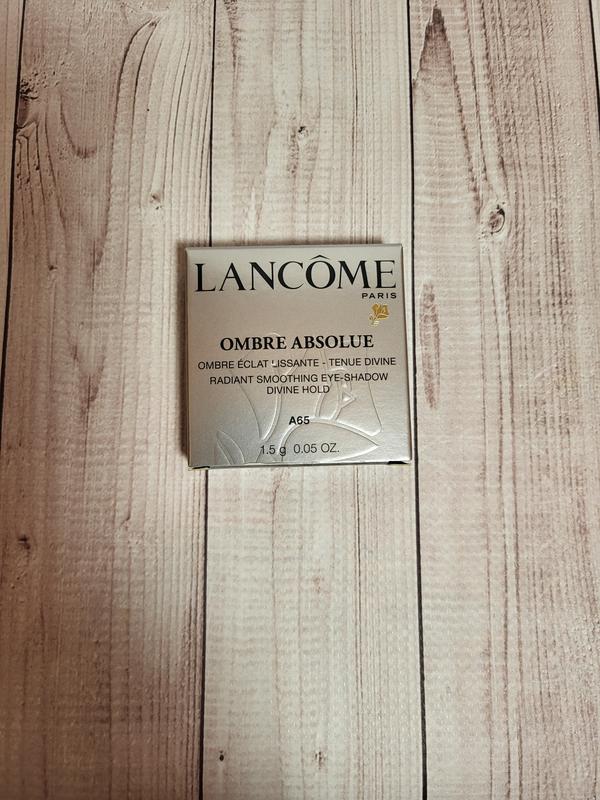 LANCÔME
PARIS
OMBRE ABSOLUE
OMBRE ÉCLAT LISSANTE - TENUE DIVINE
RADIANT SMOOTHING EYE-SHADOW
DIVINE HOLD
A65
1.5 g 0.05 OZ.